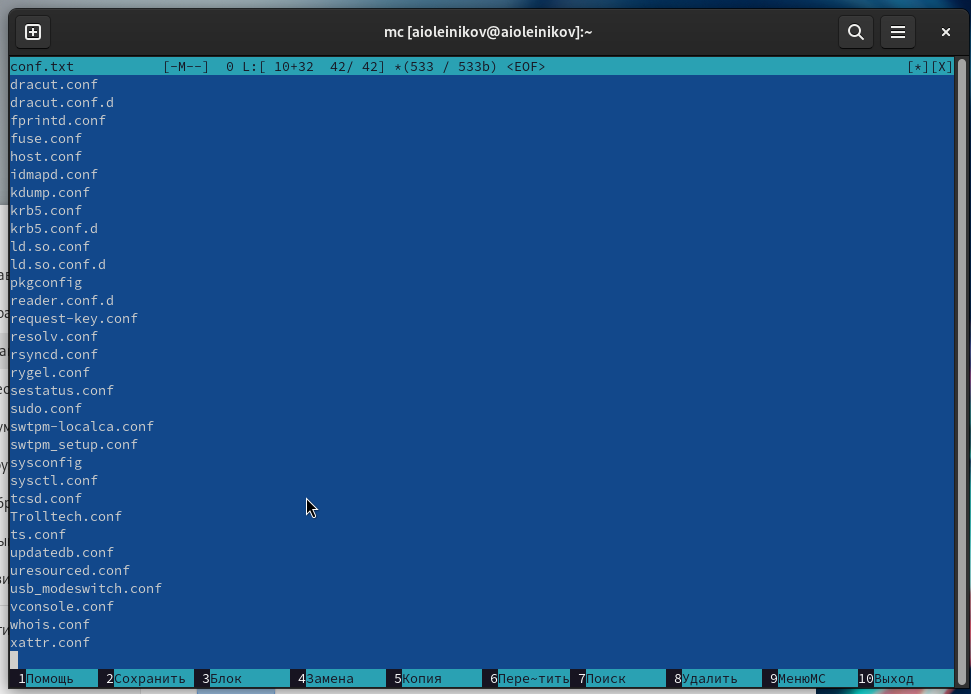 mc [aioleinikov@aioleinikov]:~
conf.txt [-M--] 0 L:[ 10+32 42/ 42] *(533 / 533b) <EOF> [*][X]
dracut.conf
dracut.conf.d
fprintd.conf
fuse.conf
host.conf
idmapd.conf
kdump.conf
krb5.conf
krb5.conf.d
ld.so.conf
ld.so.conf.d
pkgconfig
reader.conf.d
request-key.conf
resolv.conf
rsyncd.conf
rygel.conf
sestatus.conf
sudo.conf
swtpm-localca.conf
swtpm_setup.conf
sysconfig
sysctl.conf
tcsd.conf
Trolltech.conf
ts.conf
updatedb.conf
uresourced.conf
usb_modeswitch.conf
vconsole.conf
whois.conf
xattr.conf
1Помощь 2Сохранить 3Блок 4Замена 5Копия 6Пере~тить 7Поиск 8Удалить 9МенюMC 10Выход